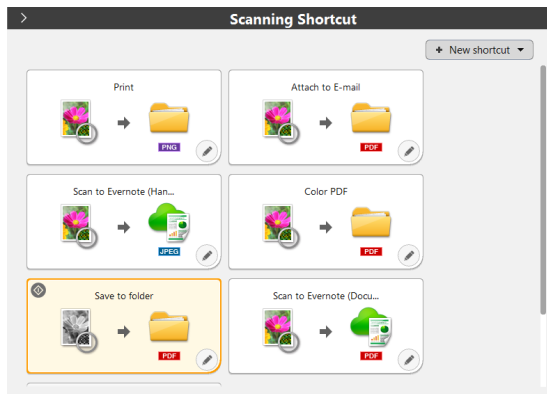 Scanning Shortcut
+ New shortcut
Print
PNG
Attach to E-mail
PDF
Scan to Evernote (Han...
JPEG
Color PDF
PDF
Save to folder
PDF
Scan to Evernote (Docu...
PDF